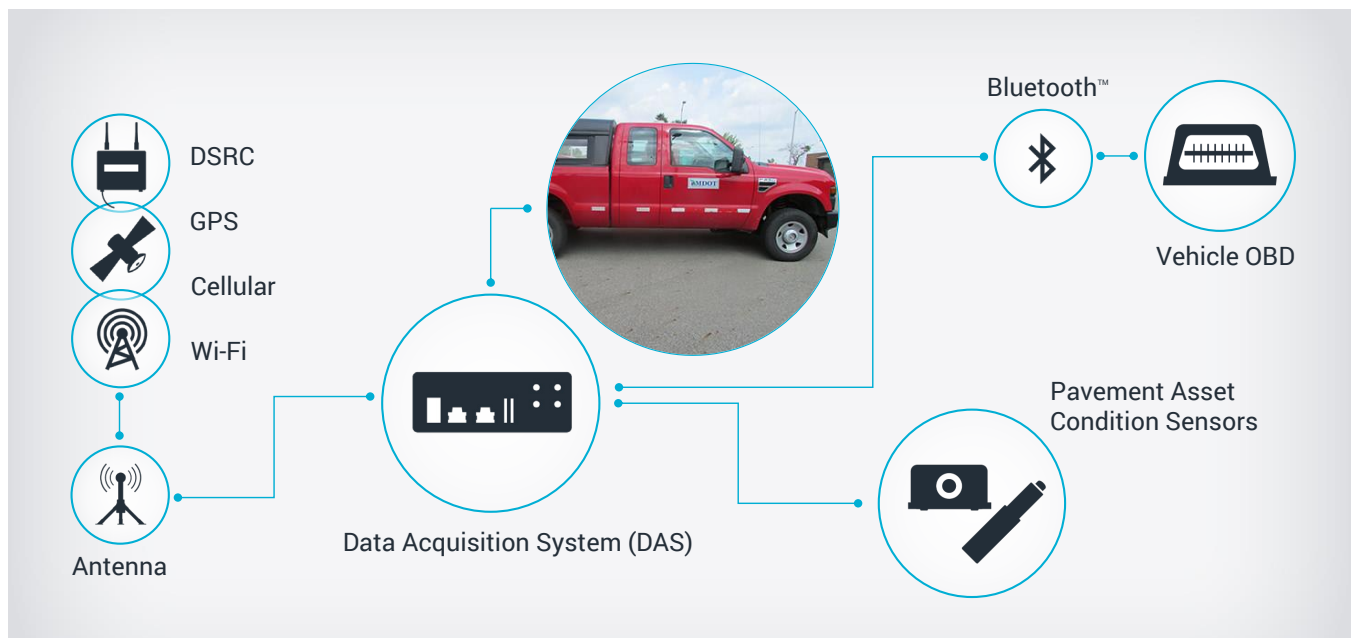 Bluetooth™
DSRC
GPS
Cellular
Wi-Fi
MDOT
Vehicle OBD
Pavement Asset
Condition Sensors
Data Acquisition System (DAS)
Antenna